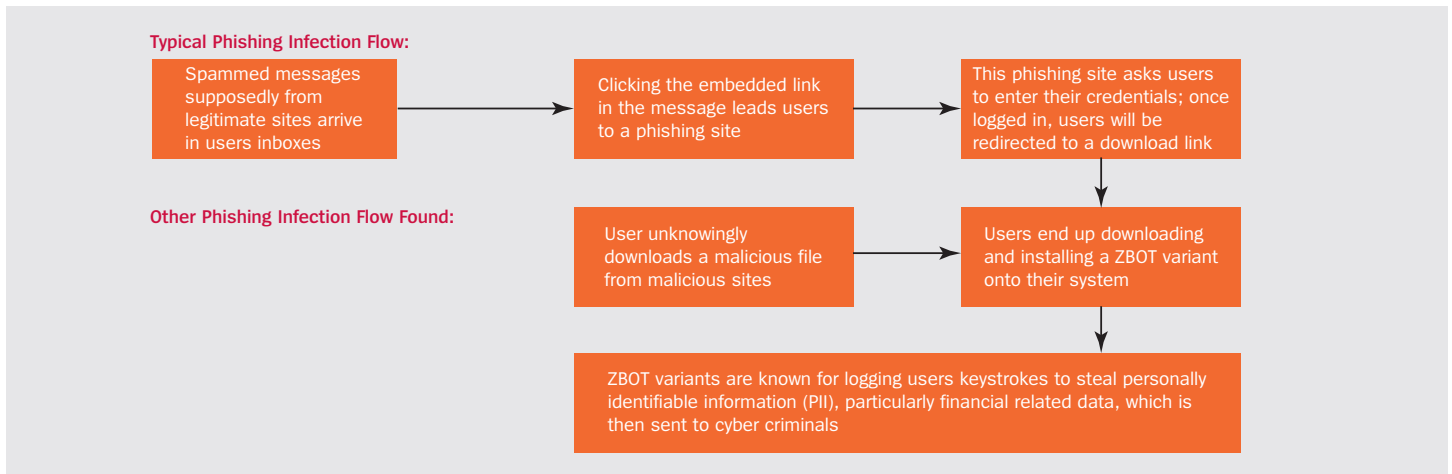 Typical Phishing Infection Flow:
Spammed messages
supposedly from
legitimate sites arrive
in users inboxes
Clicking the embedded link
in the message leads users
to a phishing site
This phishing site asks users
to enter their credentials; once
logged in, users will be
redirected to a download link
Other Phishing Infection Flow Found:
User unknowingly
downloads a malicious file
from malicious sites
Users end up downloading
and installing a ZBOT variant
onto their system
ZBOT variants are known for logging users keystrokes to steal personally
identifiable information (PII), particularly financial related data, which is
then sent to cyber criminals